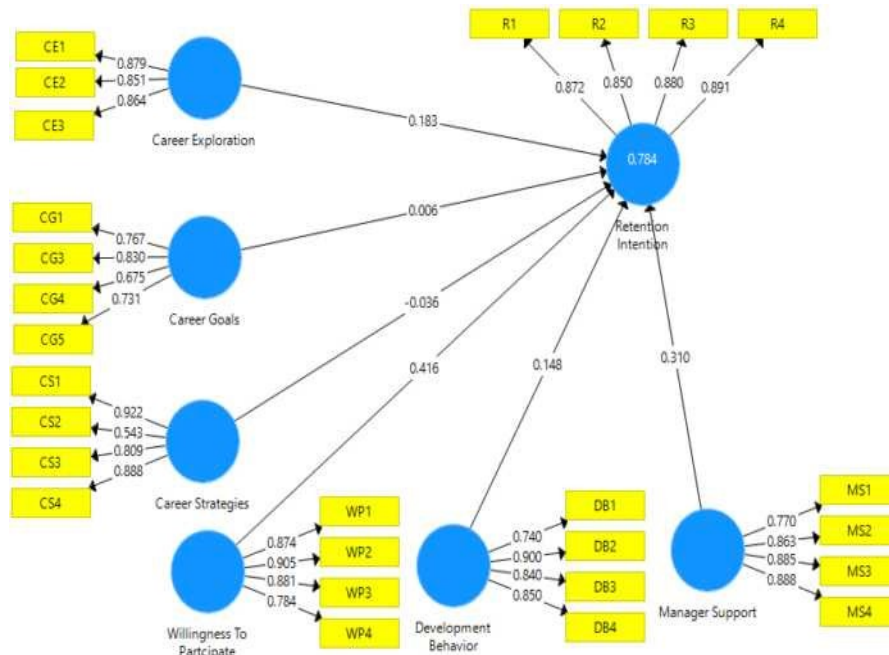 R1
R2
R3
R4
0.872
0.850
0.880
0.891
CE1
CE2
CE3
0.879
0.851
0.864
Career Exploration
0.183
0.784
Retention
Intention
CG1
CG3
CG4
CG5
0.767
0.830
0.675
0.731
Career Goals
0.006
CS1
CS2
CS3
CS4
0.922
0.543
0.809
0.888
Career Strategies
-0.036
0.416
0.148
0.310
WP1
WP2
WP3
WP4
0.874
0.905
0.881
0.784
Willingness To
Partcipate
DB1
DB2
DB3
DB4
0.740
0.900
0.840
0.850
Development
Behavior
MS1
MS2
MS3
MS4
0.770
0.863
0.885
0.888
Manager Support